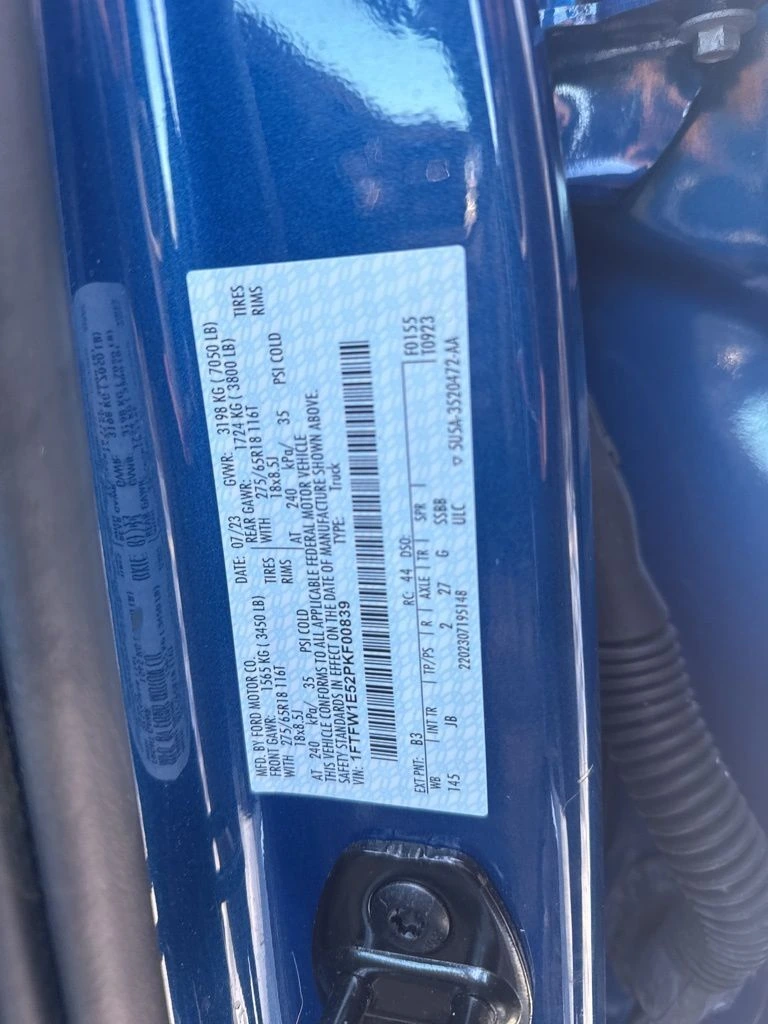 MFD. BY FORD MOTOR CO.
DATE: 07/23 GVWR: 3198 KG ( 7050 LB)
FRONT GAWR: 1565 KG ( 3450 LB) REAR GAWR: 1724 KG ( 3800 LB)
WITH 275/65R18 116T TIRES WITH 275/65R18 116T TIRES
18x8.5J RIMS 18x8.5J RIMS
AT 240 kPa/ 35 PSI COLD AT 240 kPa/ 35 PSI COLD
THIS VEHICLE CONFORMS TO ALL APPLICABLE FEDERAL MOTOR VEHICLE
SAFETY STANDARDS IN EFFECT ON THE DATE OF MANUFACTURE SHOWN ABOVE.
VIN: 1FTFW1E52PKF00839 TYPE: Truck
EXT PNT: B3 RC: 44 DSO: F0155
WB INT TR TP/PS R AXLE TR SPR T0923
145 JB 2 27 G SSBB
ULC
2202307195148 5USA-3520472-AA